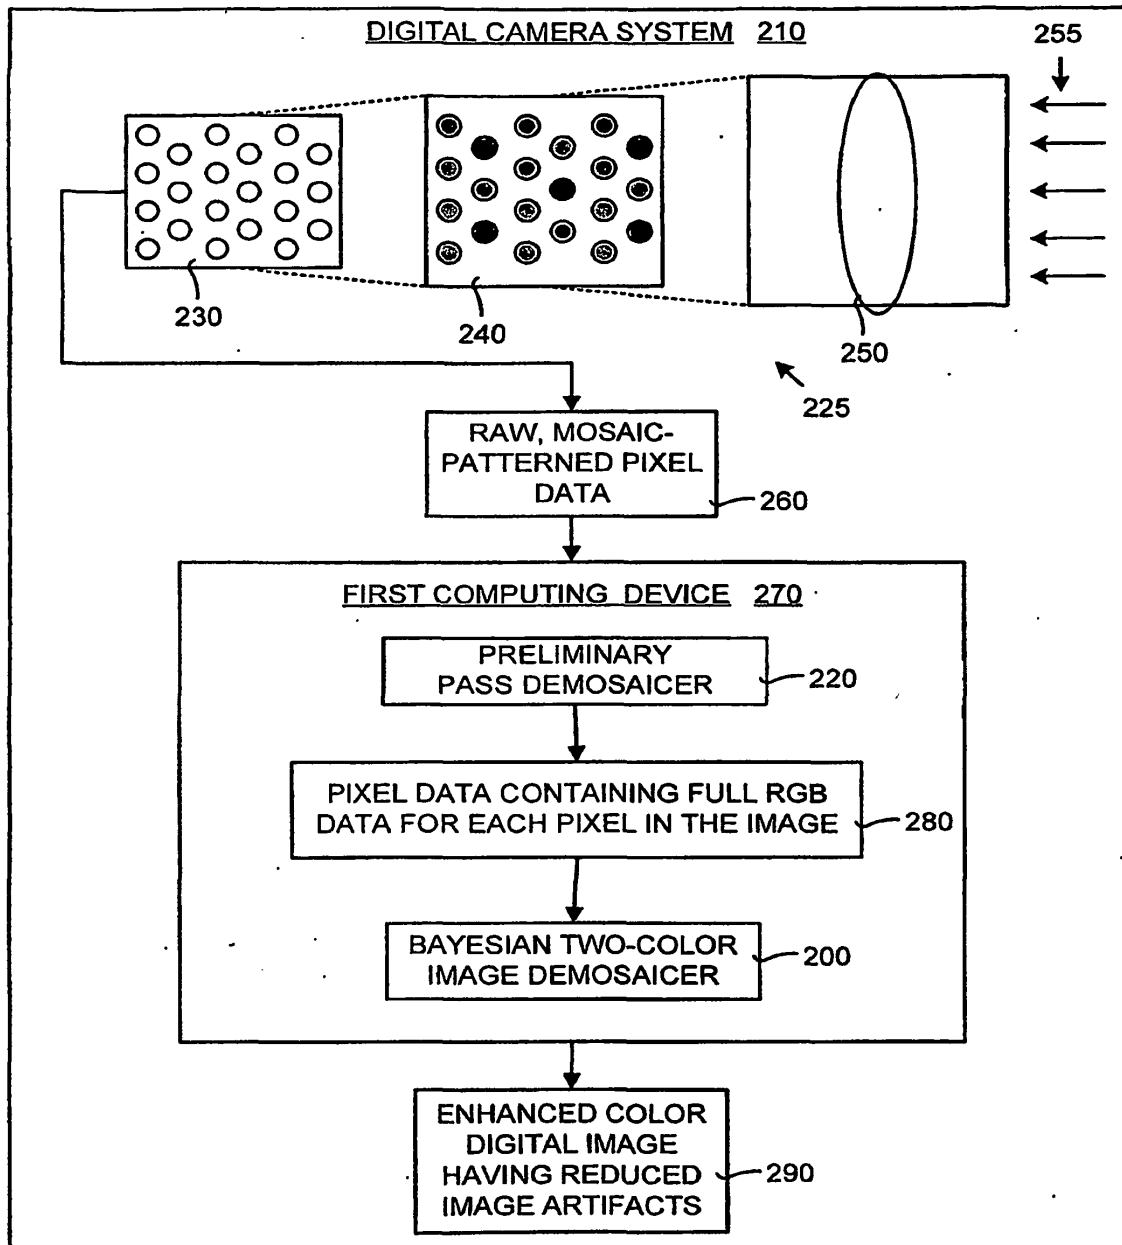 DIGITAL CAMERA SYSTEM 210
255
230
240
250
225
RAW, MOSAIC-
PATTERNED PIXEL
DATA
260
FIRST COMPUTING DEVICE 270
PRELIMINARY
PASS DEMOSAICER
220
PIXEL DATA CONTAINING FULL RGB
DATA FOR EACH PIXEL IN THE IMAGE
280
BAYESIAN TWO-COLOR
IMAGE DEMOSAICER
200
ENHANCED COLOR
DIGITAL IMAGE
HAVING REDUCED
IMAGE ARTIFACTS
290